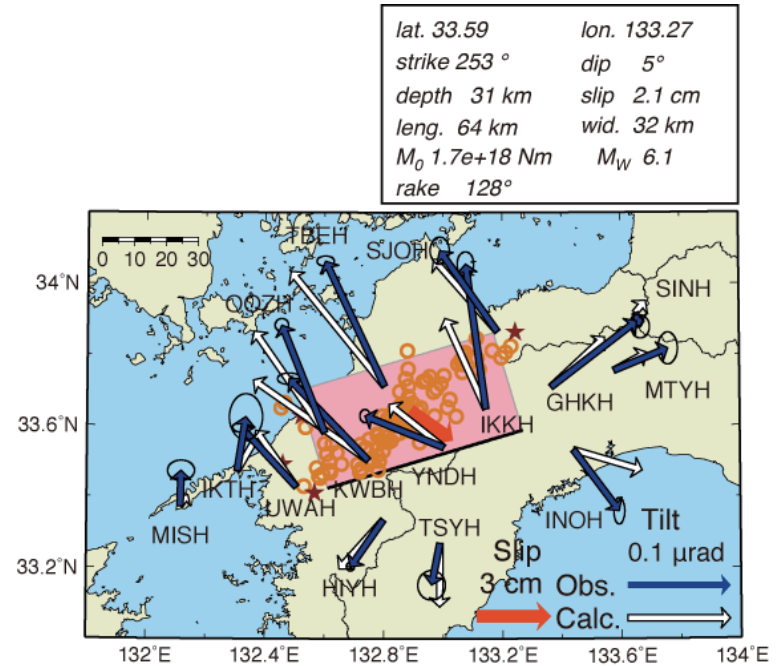 lat. 33.59 lon. 133.27
strike 253 ° dip 5°
depth 31 km slip 2.1 cm
leng. 64 km wid. 32 km
M0 1.7e+18 Nm MW 6.1
rake 128°
TBEH
SJOH
0 10 20 30
34°N
SINH
OOZH
MTYH
GHKH
33.6°N
IKKH
YNDH
IKTH
KWBH
UWAH
MISH
TSYH
INOH
Tilt
Slip
0.1 μrad
33.2°N
HIYH
3 cm
Obs.
Calc.
132°E 132.4°E 132.8°E 133.2°E 133.6°E 134°E